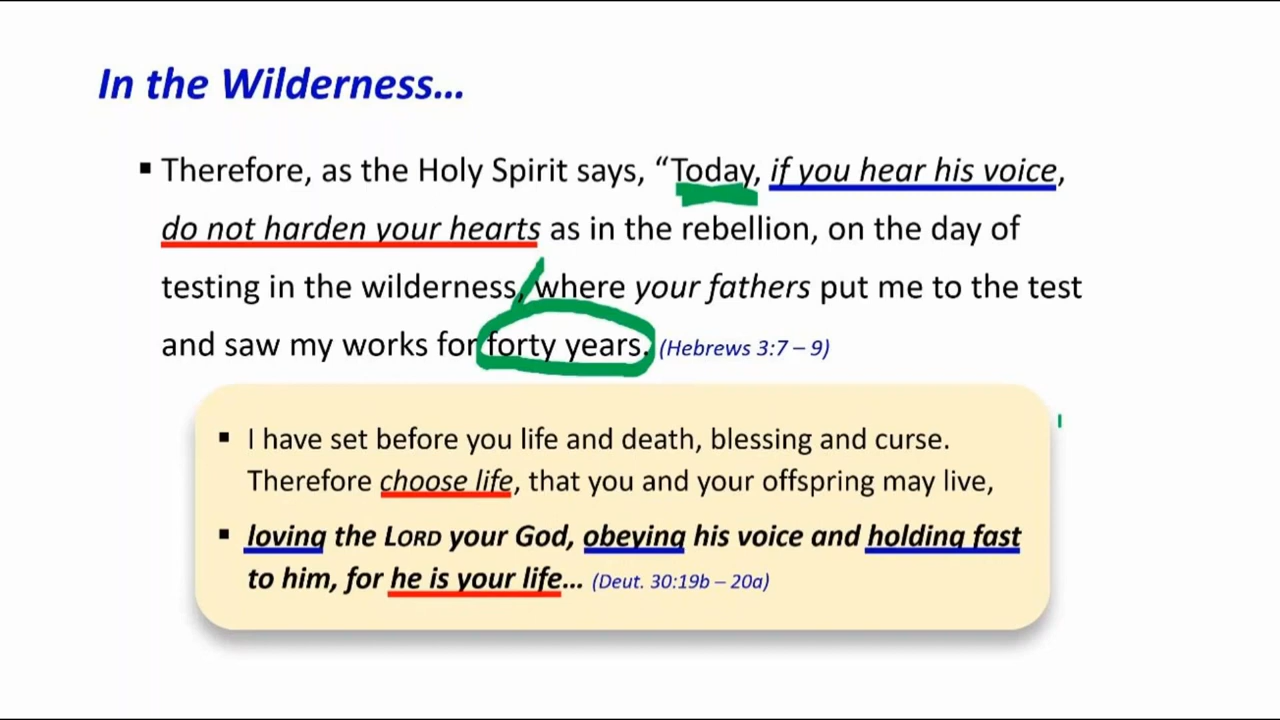 In the Wilderness...
▪ Therefore, as the Holy Spirit says, “Today, if you hear his voice,
do not harden your hearts as in the rebellion, on the day of
testing in the wilderness, where your fathers put me to the test
and saw my works for forty years. (Hebrews 3:7 – 9)
▪ I have set before you life and death, blessing and curse.
Therefore choose life, that you and your offspring may live,
▪ loving the LORD your God, obeying his voice and holding fast
to him, for he is your life... (Deut. 30:19b – 20a)